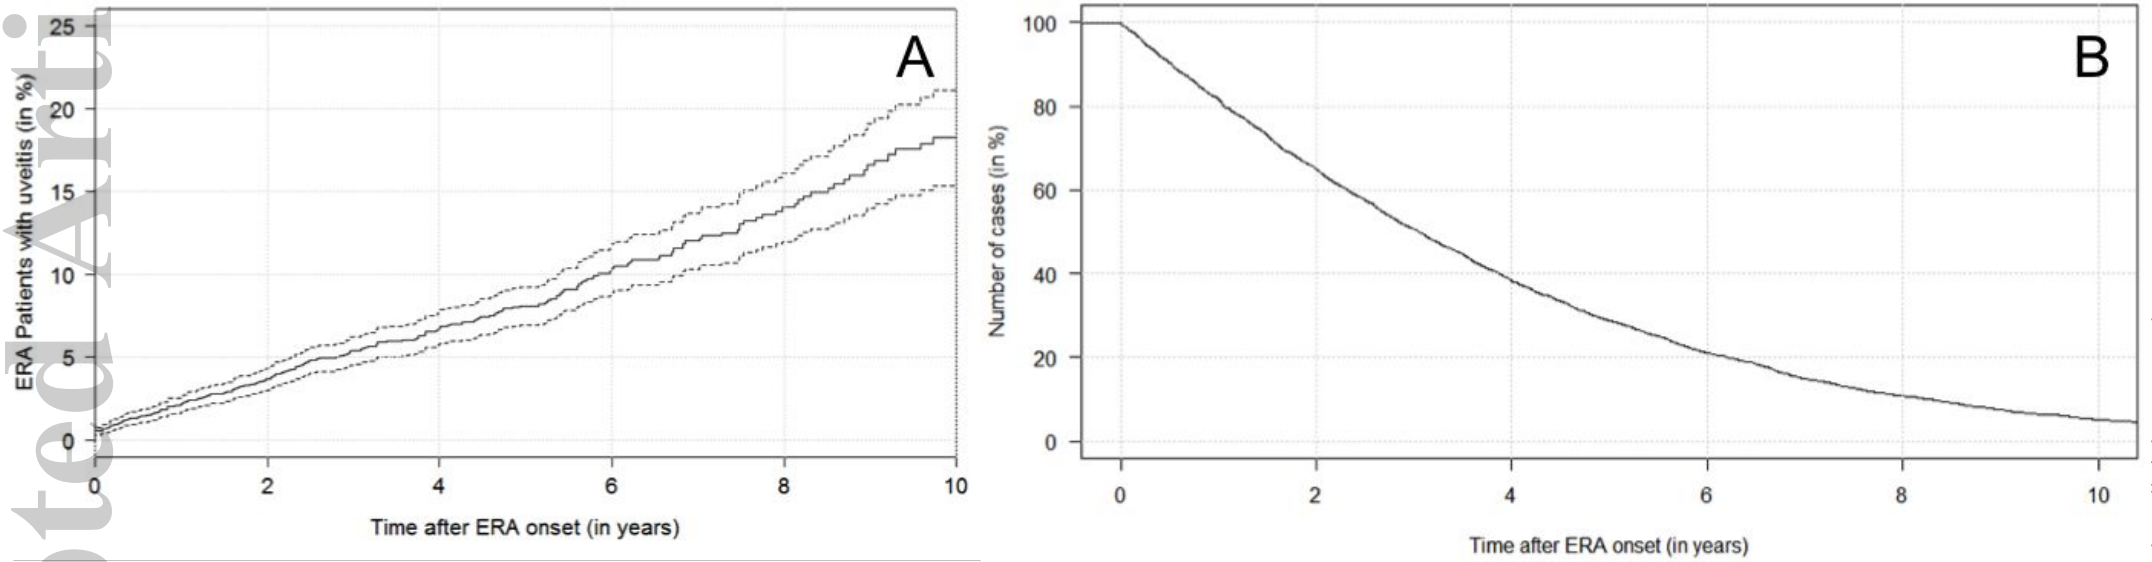 A
ERA Patients with uveitis (in %)
25
20
15
10
5
0
0 2 4 6 8 10
Time after ERA onset (in years)
B
Number of cases (in %)
100
80
60
40
20
0
0 2 4 6 8 10
Time after ERA onset (in years)
pted Arti